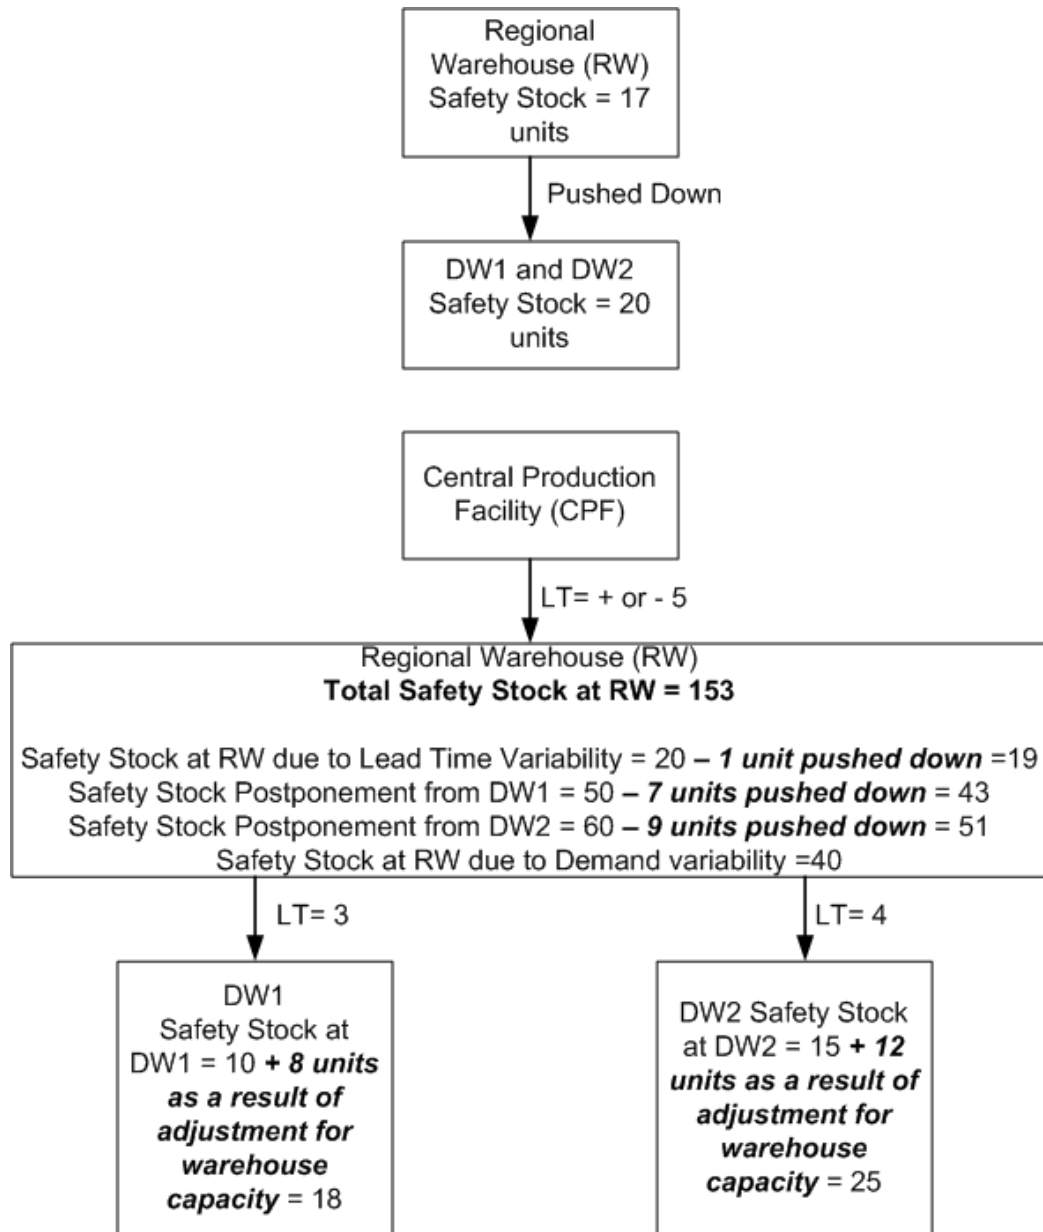 Regional
Warehouse (RW)
Safety Stock = 17
units
Pushed Down
DW1 and DW2
Safety Stock = 20
units
Central Production
Facility (CPF)
LT= + or - 5
Regional Warehouse (RW)
Total Safety Stock at RW = 153
Safety Stock at RW due to Lead Time Variability = 20 – 1 unit pushed down =19
Safety Stock Postponement from DW1 = 50 – 7 units pushed down = 43
Safety Stock Postponement from DW2 = 60 – 9 units pushed down = 51
Safety Stock at RW due to Demand variability =40
LT= 3
LT= 4
DW1
Safety Stock at
DW1 = 10 + 8 units
as a result of
adjustment for
warehouse
capacity = 18
DW2 Safety Stock
at DW2 = 15 + 12
units as a result of
adjustment for
warehouse
capacity = 25